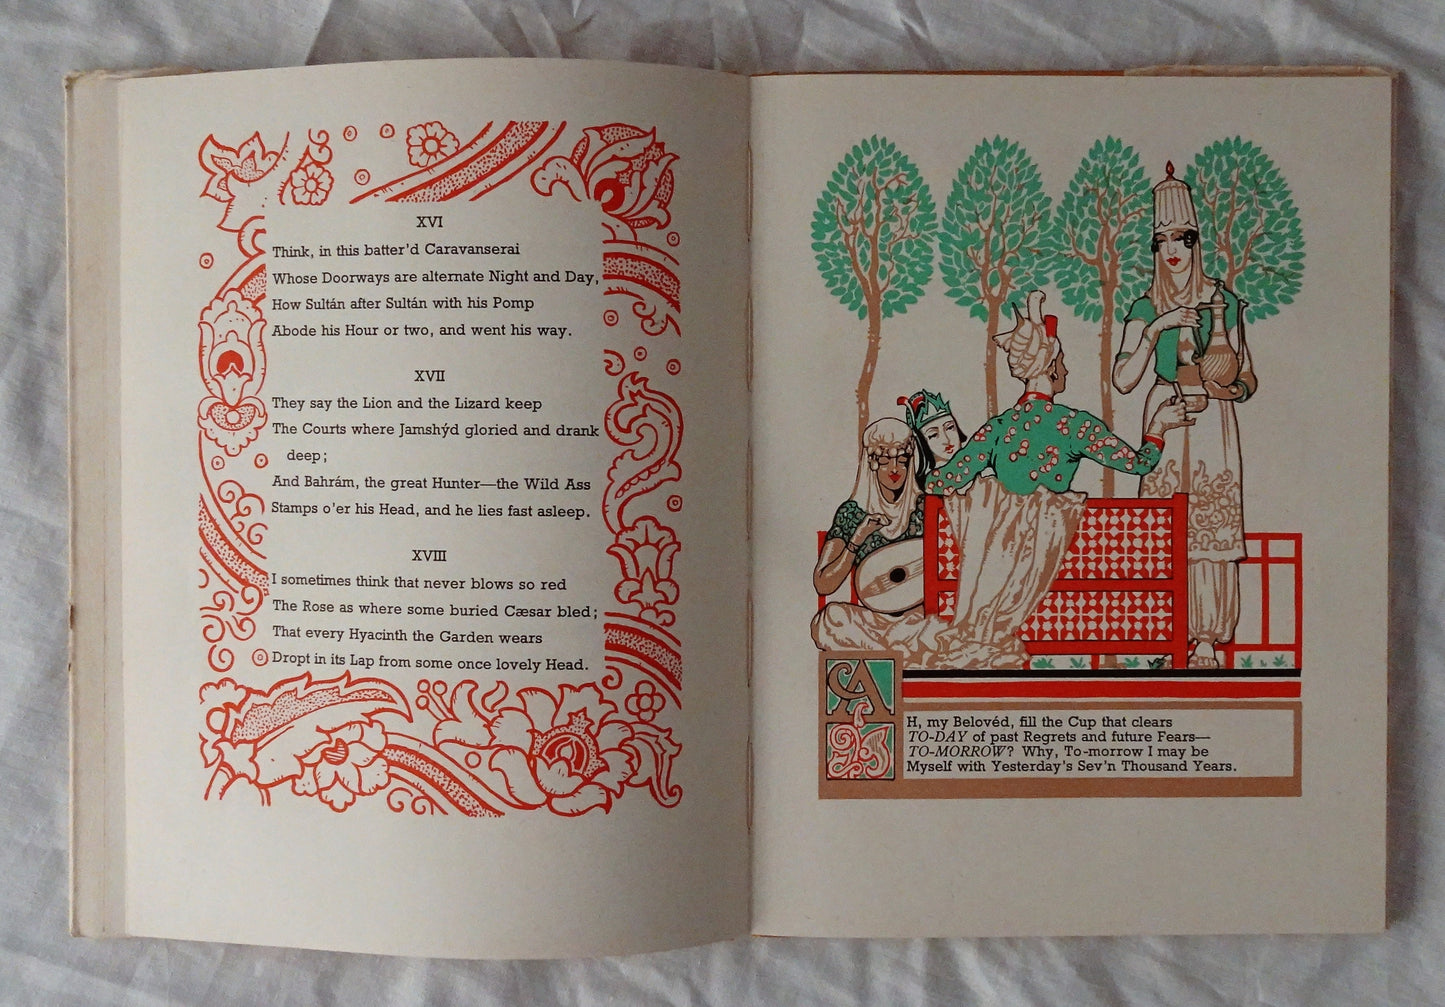 XVI
Think, in this batter'd Caravanserai
Whose Doorways are alternate Night and Day,
How Sultán after Sultán with his Pomp
Abode his Hour or two, and went his way.
XVII
They say the Lion and the Lizard keep
The Courts where Jamshýd gloried and drank
deep;
And Bahrám, the great Hunter—the Wild Ass
Stamps o'er his Head, and he lies fast asleep.
XVIII
I sometimes think that never blows so red
The Rose as where some buried Cæsar bled;
That every Hyacinth the Garden wears
Dropt in its Lap from some once lovely Head.
AH, my Belovéd, fill the Cup that clears
TO-DAY of past Regrets and future Fears—
TO-MORROW? Why, To-morrow I may be
Myself with Yesterday's Sev'n Thousand Years.